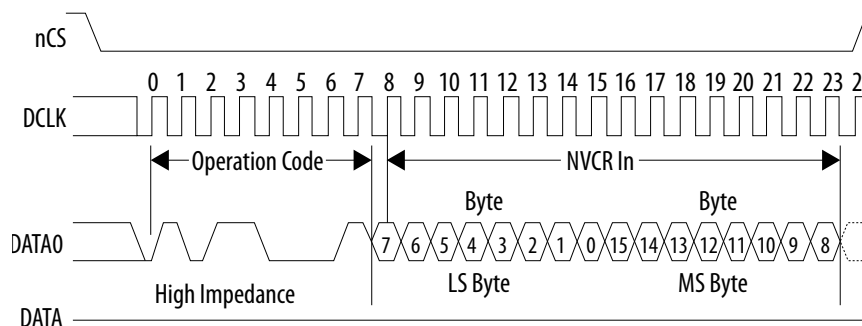 nCS
0 1 2 3 4 5 6 7 8 9 10 11 12 13 14 15 16 17 18 19 20 21 22 23 2
DCLK
Operation Code NVCR In
Byte Byte
DATA0 7 6 5 4 3 2 1 0 15 14 13 12 11 10 9 8
High Impedance LS Byte MS Byte
DATA